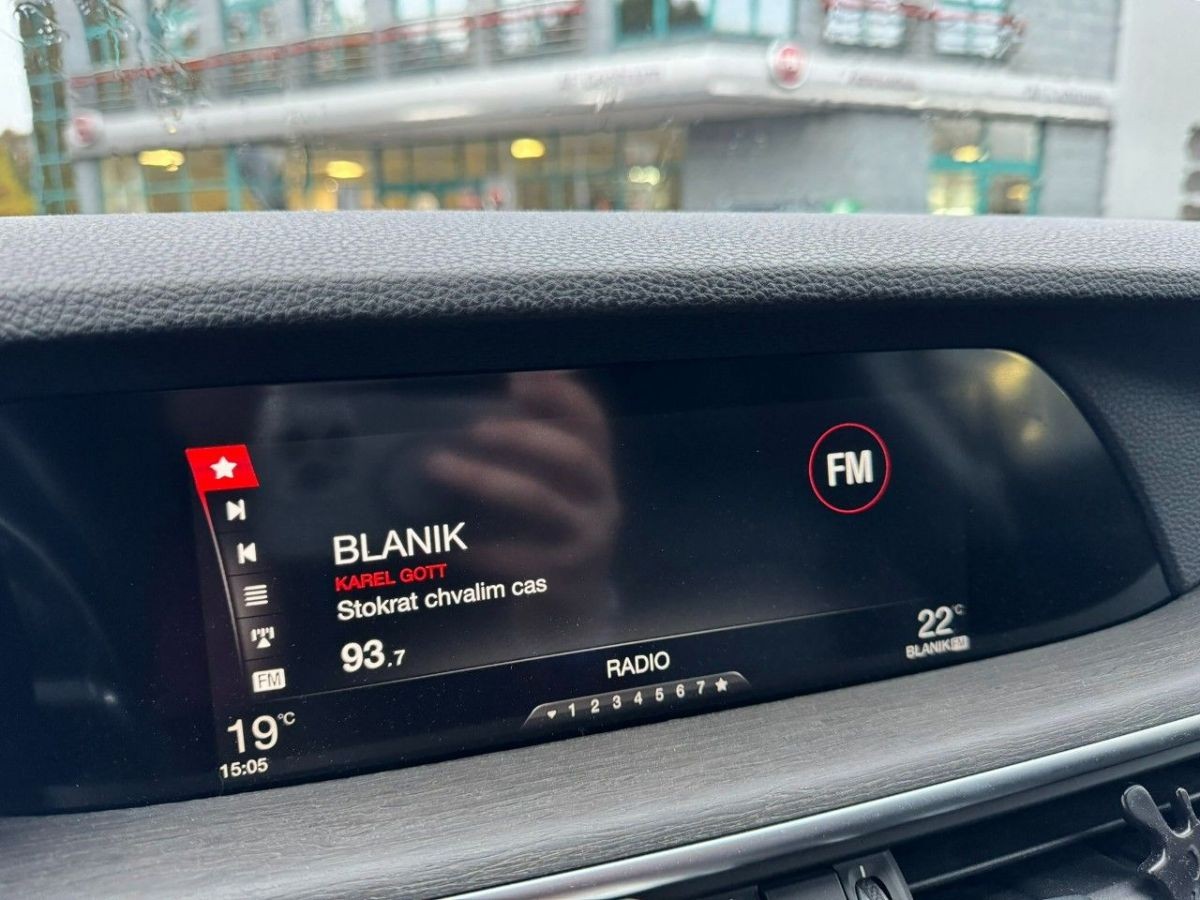 FM
BLANIK
KAREL GOTT
Stokrat chvalim cas
93.7
FM
RADIO
1 2 3 4 5 6 7
22°C
BLANIK FM
19°C
15:05